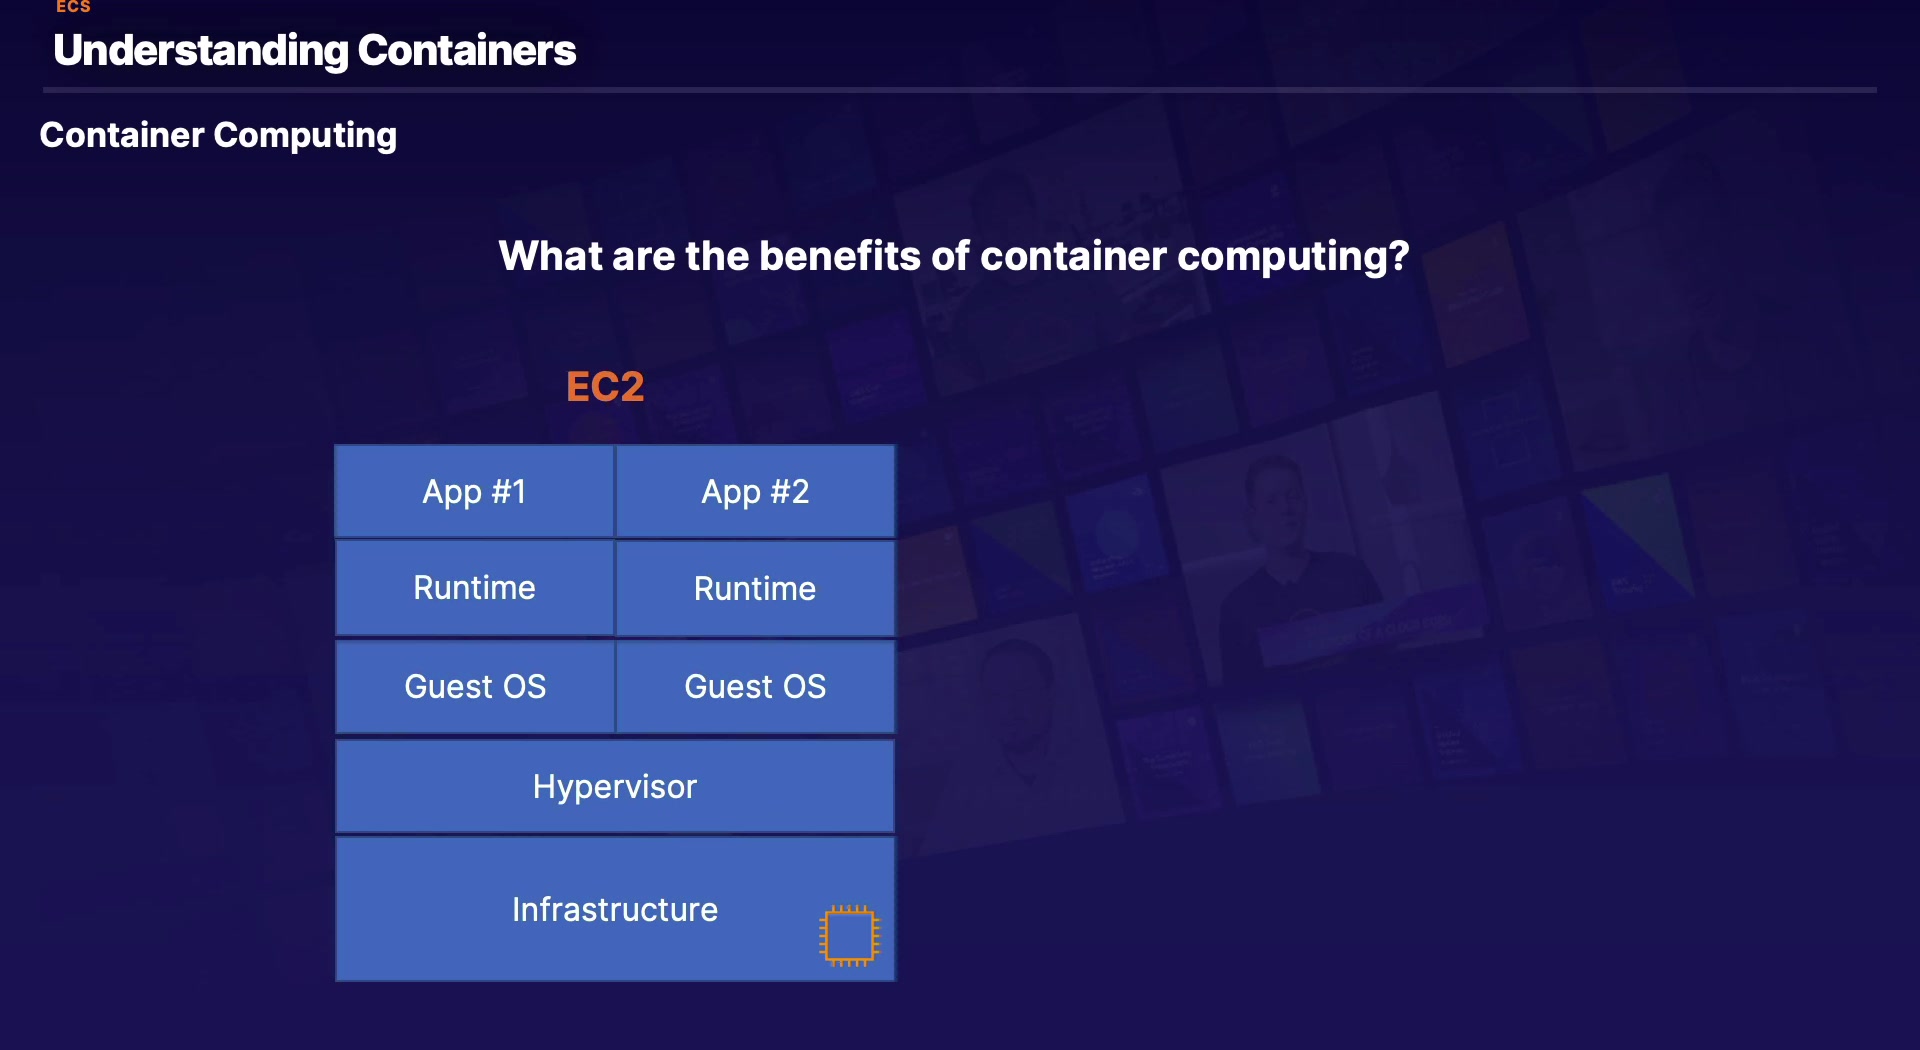 ECS
Understanding Containers
Container Computing
What are the benefits of container computing?
EC2
App #1
App #2
Runtime
Runtime
Guest OS
Guest OS
Hypervisor
Infrastructure